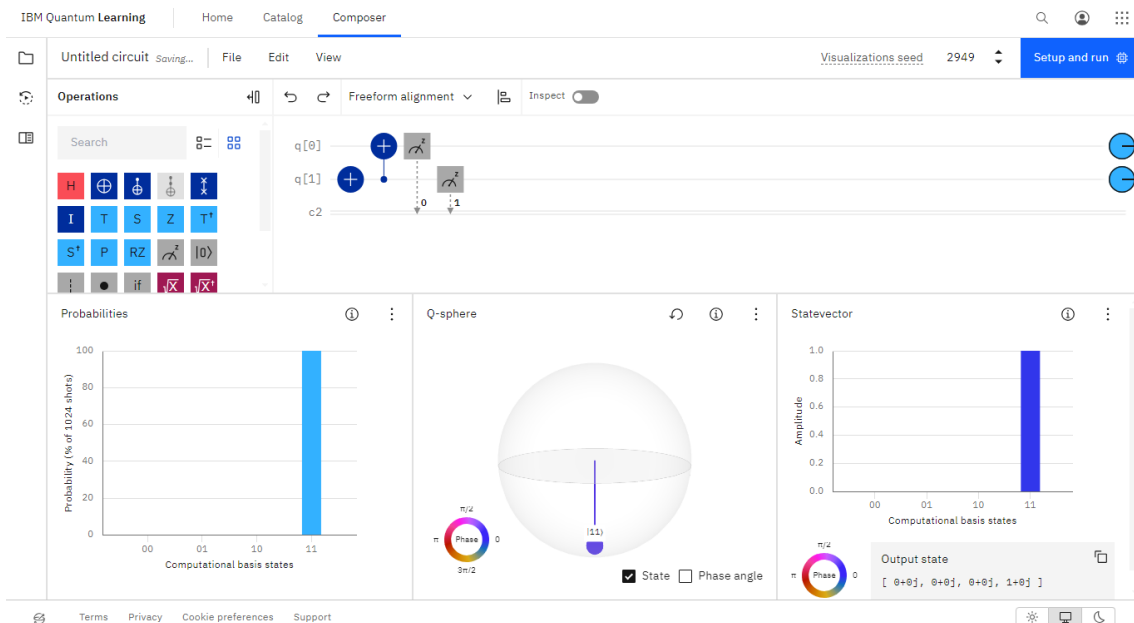 IBM Quantum Learning Home Catalog Composer
Untitled circuit Saving... File Edit View Visualizations seed 2949 Setup and run
Operations Freeform alignment Inspect
Search
H
I T S Z T†
S† P RZ z |0⟩
if √X √X†
q[0] z
q[1] z
c2 0 1
Probabilities
Probability (% of 1024 shots)
100
80
60
40
20
0
00 01 10 11
Computational basis states
Q-sphere
|11⟩
π/2
π Phase 0
3π/2
State Phase angle
Statevector
Amplitude
1.0
0.8
0.6
0.4
0.2
0.0
00 01 10 11
Computational basis states
π/2
π Phase 0
Output state
[ 0+0j, 0+0j, 0+0j, 1+0j ]
Terms Privacy Cookie preferences Support